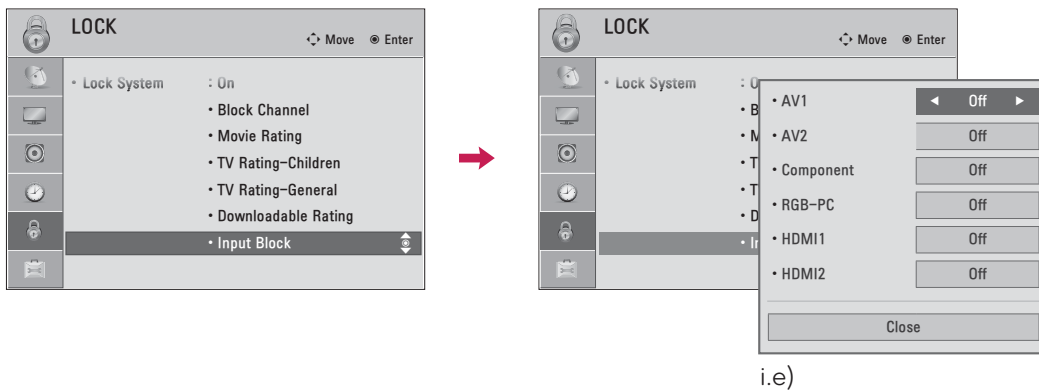 LOCK
Move
Enter
• Lock System : On
• Block Channel
• Movie Rating
• TV Rating-Children
• TV Rating-General
• Downloadable Rating
• Input Block
LOCK
Move
Enter
• Lock System
• AV1 ◄ Off ►
• AV2 Off
• Component Off
• RGB-PC Off
• HDMI1 Off
• HDMI2 Off
Close
i.e)